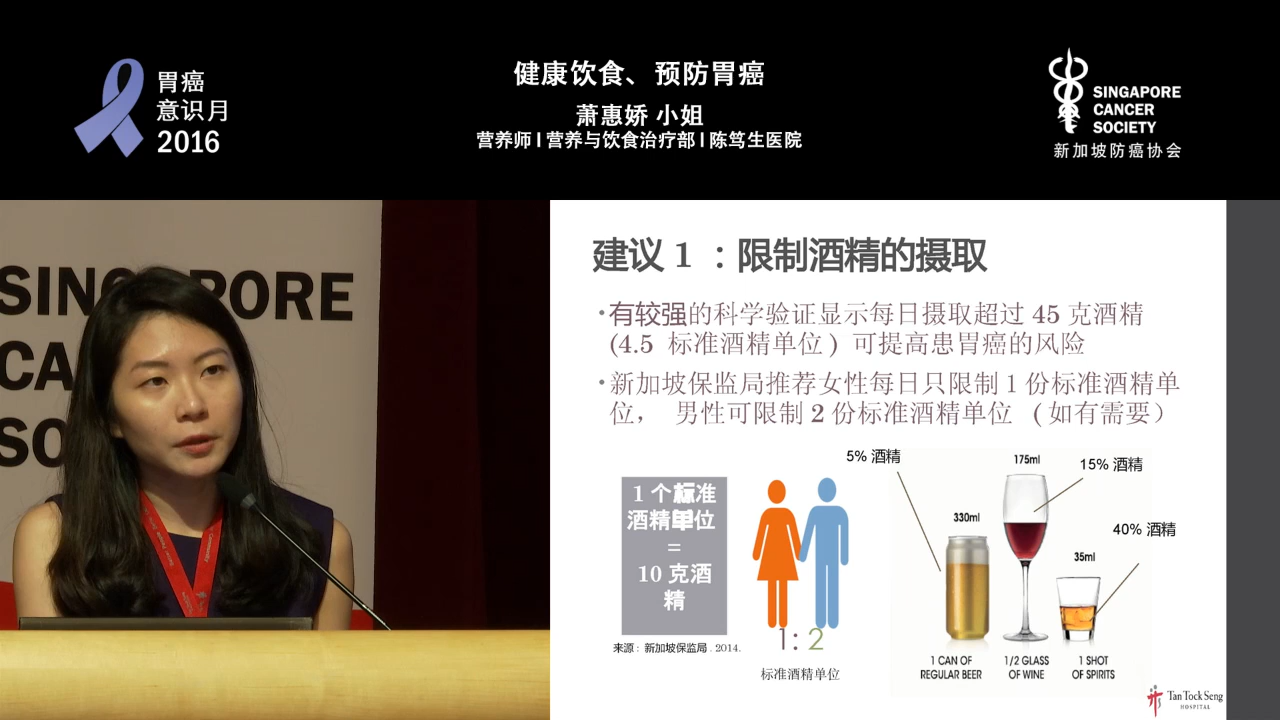 胃癌
意识月
2016
健康饮食、预防胃癌
萧惠娇 小姐
营养师 I 营养与饮食治疗部 I 陈笃生医院
SINGAPORE
CANCER
SOCIETY
新加坡防癌协会
SINGAPORE
CA
SO
建议 1 ：限制酒精的摄取
•有较强的科学验证显示每日摄取超过 45 克酒精
(4.5 标准酒精单位 ) 可提高患胃癌的风险
•新加坡保监局推荐女性每日只限制 1 份标准酒精单
位， 男性可限制 2 份标准酒精单位 （如有需要）
1 个标准
酒精单位
=
10 克酒
精
来源 : 新加坡保监局 . 2014.
1: 2
标准酒精单位
5% 酒精
330ml
1 CAN OF
REGULAR BEER
175ml
15% 酒精
1/2 GLASS
OF WINE
40% 酒精
35ml
1 SHOT
OF SPIRITS
Tan Tock Seng
HOSPITAL